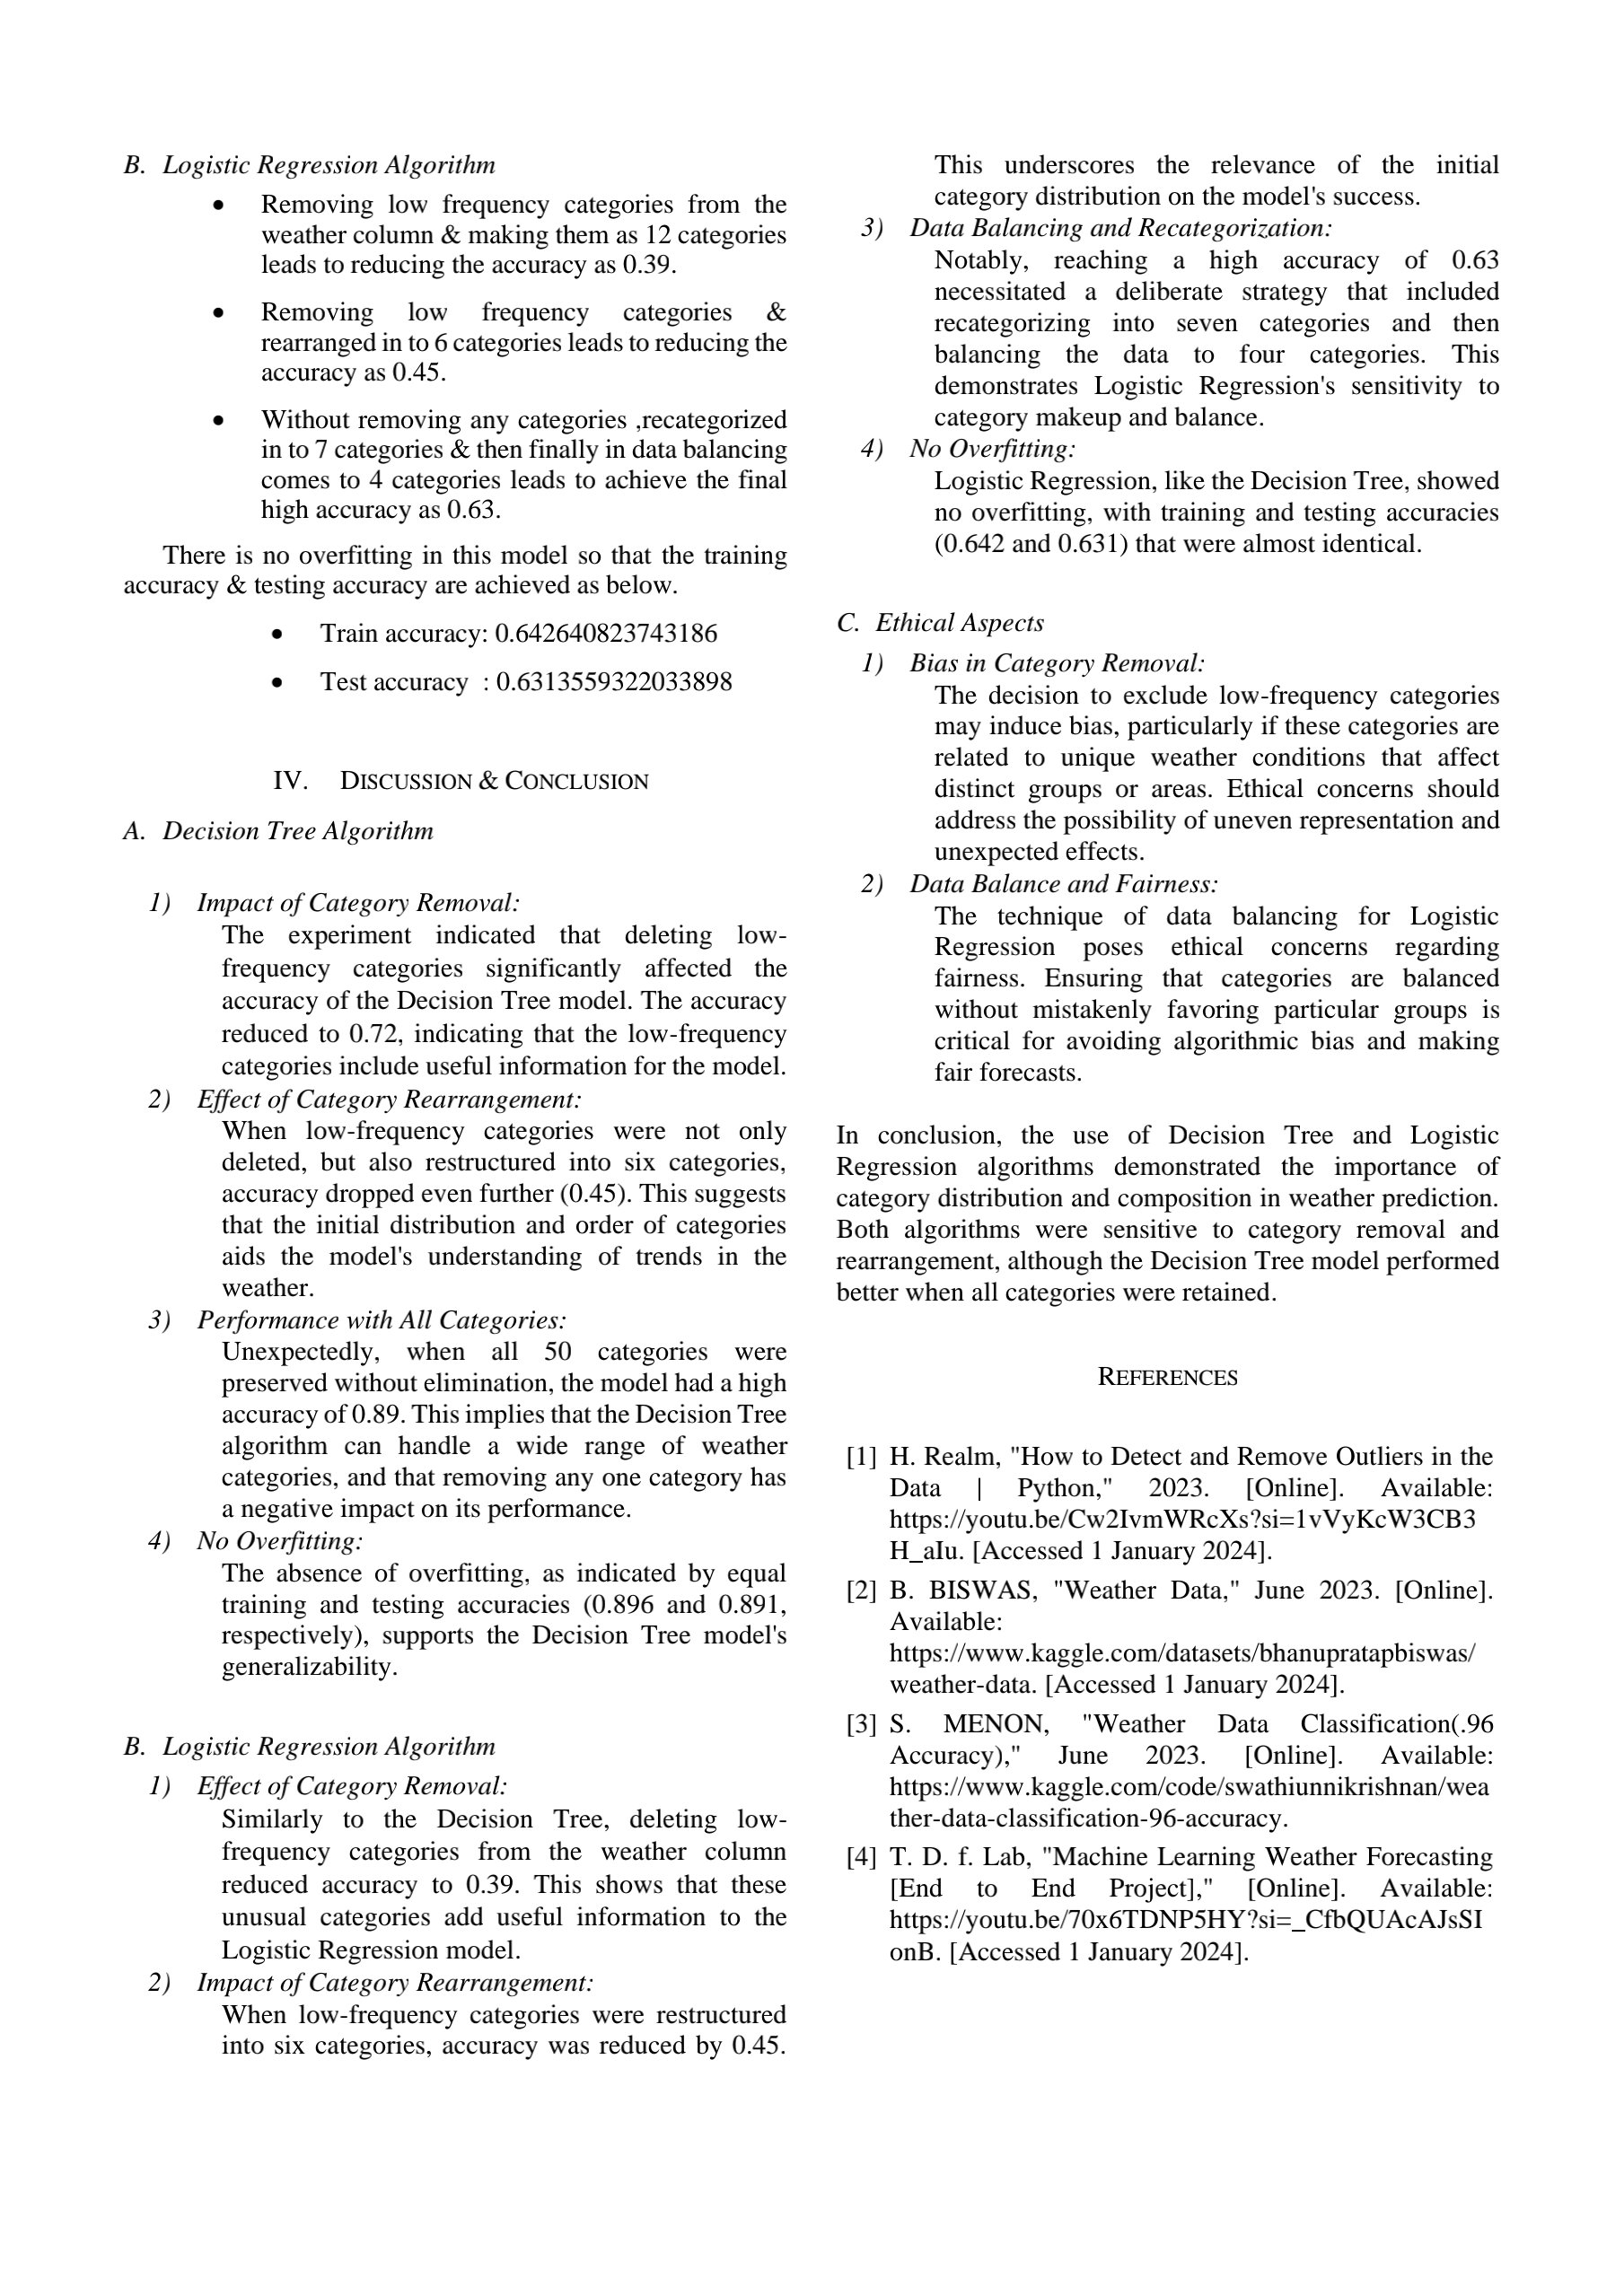 B. Logistic Regression Algorithm
• Removing low frequency categories from the
weather column & making them as 12 categories
leads to reducing the accuracy as 0.39.
• Removing low frequency categories &
rearranged in to 6 categories leads to reducing the
accuracy as 0.45.
• Without removing any categories ,recategorized
in to 7 categories & then finally in data balancing
comes to 4 categories leads to achieve the final
high accuracy as 0.63.
There is no overfitting in this model so that the training
accuracy & testing accuracy are achieved as below.
• Train accuracy: 0.642640823743186
• Test accuracy : 0.6313559322033898
IV. DISCUSSION & CONCLUSION
A. Decision Tree Algorithm
1) Impact of Category Removal:
The experiment indicated that deleting low-
frequency categories significantly affected the
accuracy of the Decision Tree model. The accuracy
reduced to 0.72, indicating that the low-frequency
categories include useful information for the model.
2) Effect of Category Rearrangement:
When low-frequency categories were not only
deleted, but also restructured into six categories,
accuracy dropped even further (0.45). This suggests
that the initial distribution and order of categories
aids the model's understanding of trends in the
weather.
3) Performance with All Categories:
Unexpectedly, when all 50 categories were
preserved without elimination, the model had a high
accuracy of 0.89. This implies that the Decision Tree
algorithm can handle a wide range of weather
categories, and that removing any one category has
a negative impact on its performance.
4) No Overfitting:
The absence of overfitting, as indicated by equal
training and testing accuracies (0.896 and 0.891,
respectively), supports the Decision Tree model's
generalizability.
B. Logistic Regression Algorithm
1) Effect of Category Removal:
Similarly to the Decision Tree, deleting low-
frequency categories from the weather column
reduced accuracy to 0.39. This shows that these
unusual categories add useful information to the
Logistic Regression model.
2) Impact of Category Rearrangement:
When low-frequency categories were restructured
into six categories, accuracy was reduced by 0.45.
This underscores the relevance of the initial
category distribution on the model's success.
3) Data Balancing and Recategorization:
Notably, reaching a high accuracy of 0.63
necessitated a deliberate strategy that included
recategorizing into seven categories and then
balancing the data to four categories. This
demonstrates Logistic Regression's sensitivity to
category makeup and balance.
4) No Overfitting:
Logistic Regression, like the Decision Tree, showed
no overfitting, with training and testing accuracies
(0.642 and 0.631) that were almost identical.
C. Ethical Aspects
1) Bias in Category Removal:
The decision to exclude low-frequency categories
may induce bias, particularly if these categories are
related to unique weather conditions that affect
distinct groups or areas. Ethical concerns should
address the possibility of uneven representation and
unexpected effects.
2) Data Balance and Fairness:
The technique of data balancing for Logistic
Regression poses ethical concerns regarding
fairness. Ensuring that categories are balanced
without mistakenly favoring particular groups is
critical for avoiding algorithmic bias and making
fair forecasts.
In conclusion, the use of Decision Tree and Logistic
Regression algorithms demonstrated the importance of
category distribution and composition in weather prediction.
Both algorithms were sensitive to category removal and
rearrangement, although the Decision Tree model performed
better when all categories were retained.
REFERENCES
[1] H. Realm, "How to Detect and Remove Outliers in the
Data | Python," 2023. [Online]. Available:
https://youtu.be/Cw2IvmWRcXs?si=1vVyKcW3CB3
H_aIu. [Accessed 1 January 2024].
[2] B. BISWAS, "Weather Data," June 2023. [Online].
Available:
https://www.kaggle.com/datasets/bhanupratapbiswas/
weather-data. [Accessed 1 January 2024].
[3] S. MENON, "Weather Data Classification(.96
Accuracy)," June 2023. [Online]. Available:
https://www.kaggle.com/code/swathiunnikrishnan/wea
ther-data-classification-96-accuracy.
[4] T. D. f. Lab, "Machine Learning Weather Forecasting
[End to End Project]," [Online]. Available:
https://youtu.be/70x6TDNP5HY?si=_CfbQUAcAJsSI
onB. [Accessed 1 January 2024].